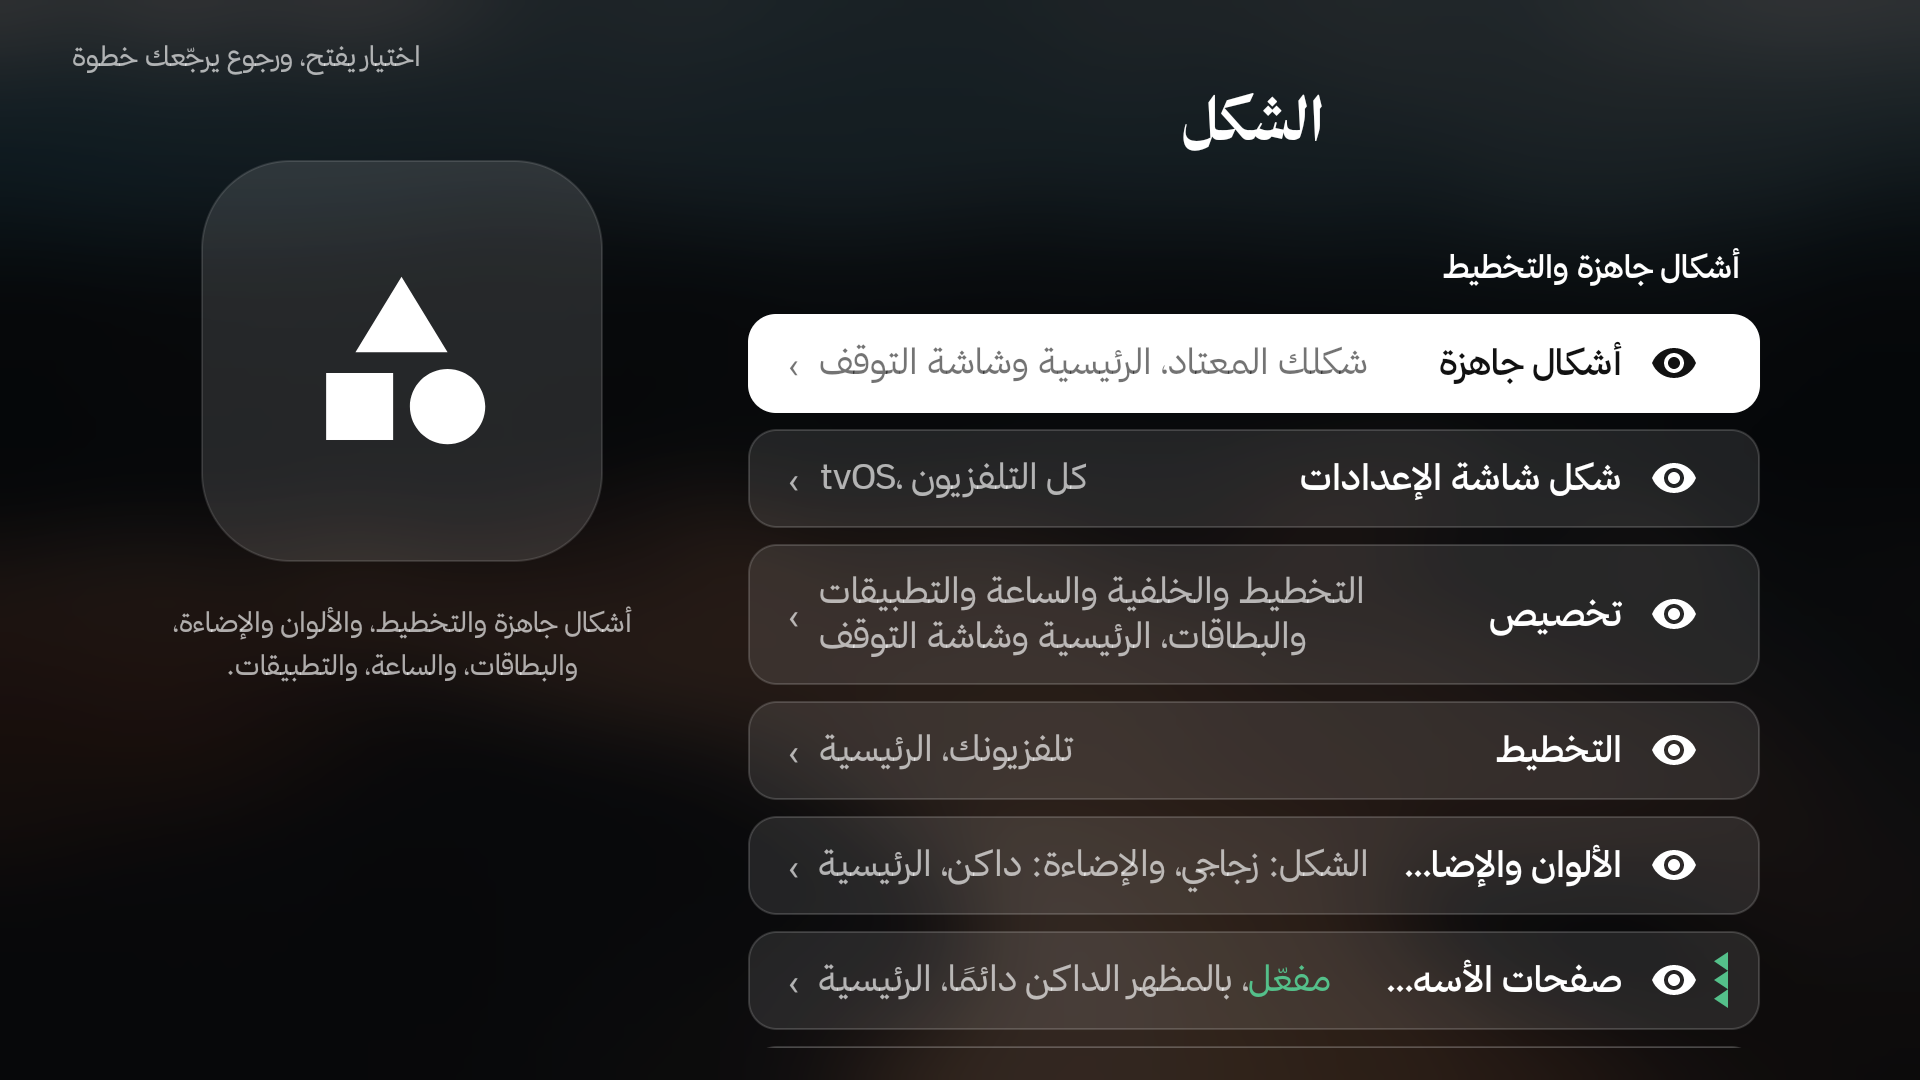 اختيار يفتح، ورجوع يرجّعك خطوة
الشكل
أشكال جاهزة والتخطيط
أشكال جاهزة
شكلك المعتاد، الرئيسية وشاشة التوقف
شكل شاشة الإعدادات
كل التلفزيون، tvOS
تخصيص
التخطيط والخلفية والساعة والتطبيقات
والبطاقات، الرئيسية وشاشة التوقف
التخطيط
تلفزيونك، الرئيسية
الألوان والإضا...
الشكل: زجاجي، والإضاءة: داكن، الرئيسية
صفحات الأسه...
مفعّل، بالمظهر الداكن دائمًا، الرئيسية
أشكال جاهزة والتخطيط، والألوان والإضاءة،
والبطاقات، والساعة، والتطبيقات.